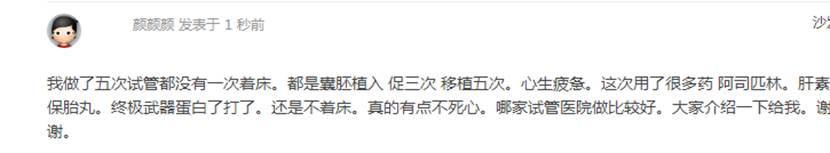 颜颜颜 发表于 1 秒前
沙
我做了五次试管都没有一次着床。都是囊胚植入 促三次 移植五次。心生疲惫。这次用了很多药 阿司匹林。肝素
保胎丸。终极武器蛋白了打了。还是不着床。真的有点不死心。哪家试管医院做比较好。大家介绍一下给我。谢
谢。